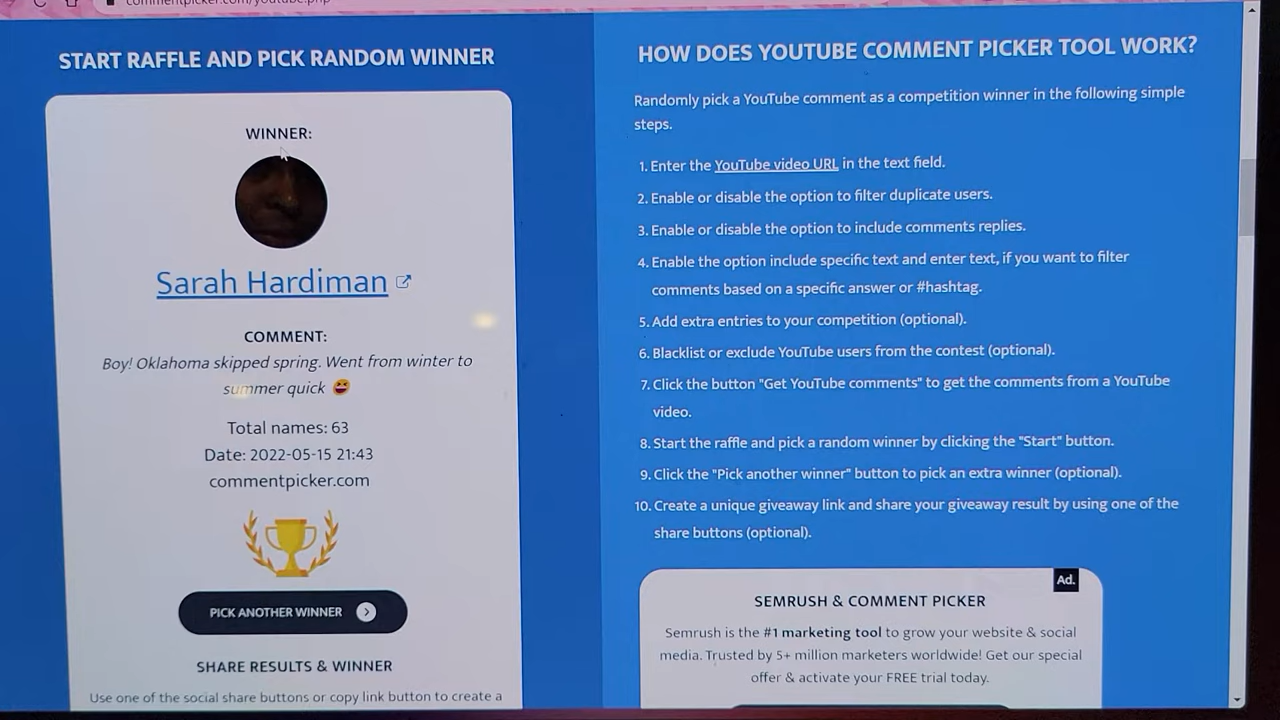 commentpicker.com/youtube.php
START RAFFLE AND PICK RANDOM WINNER
WINNER:
Sarah Hardiman
COMMENT:
Boy! Oklahoma skipped spring. Went from winter to
summer quick 😆
Total names: 63
Date: 2022-05-15 21:43
commentpicker.com
PICK ANOTHER WINNER
SHARE RESULTS & WINNER
Use one of the social share buttons or copy link button to create a
HOW DOES YOUTUBE COMMENT PICKER TOOL WORK?
Randomly pick a YouTube comment as a competition winner in the following simple
steps.
1. Enter the YouTube video URL in the text field.
2. Enable or disable the option to filter duplicate users.
3. Enable or disable the option to include comments replies.
4. Enable the option include specific text and enter text, if you want to filter
comments based on a specific answer or #hashtag.
5. Add extra entries to your competition (optional).
6. Blacklist or exclude YouTube users from the contest (optional).
7. Click the button "Get YouTube comments" to get the comments from a YouTube
video.
8. Start the raffle and pick a random winner by clicking the "Start" button.
9. Click the "Pick another winner" button to pick an extra winner (optional).
10. Create a unique giveaway link and share your giveaway result by using one of the
share buttons (optional).
Ad.
SEMRUSH & COMMENT PICKER
Semrush is the #1 marketing tool to grow your website & social
media. Trusted by 5+ million marketers worldwide! Get our special
offer & activate your FREE trial today.